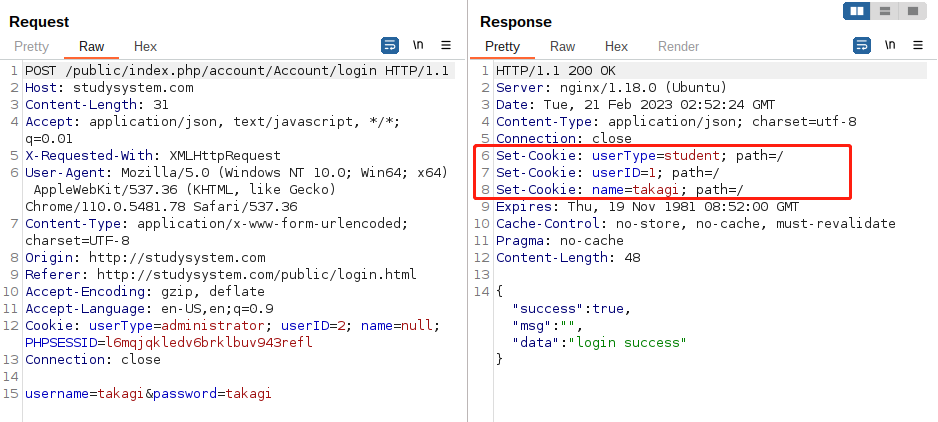 Request
Pretty Raw Hex \n
1 POST /public/index.php/account/Account/login HTTP/1.1
2 Host: studysystem.com
3 Content-Length: 31
4 Accept: application/json, text/javascript, */*;
q=0.01
5 X-Requested-With: XMLHttpRequest
6 User-Agent: Mozilla/5.0 (Windows NT 10.0; Win64; x64)
AppleWebKit/537.36 (KHTML, like Gecko)
Chrome/110.0.5481.78 Safari/537.36
7 Content-Type: application/x-www-form-urlencoded;
charset=UTF-8
8 Origin: http://studysystem.com
9 Referer: http://studysystem.com/public/login.html
10 Accept-Encoding: gzip, deflate
11 Accept-Language: en-US,en;q=0.9
12 Cookie: userType=administrator; userID=2; name=null;
PHPSESSID=l6mqjqkledv6brklbuv943refl
13 Connection: close
14
15 username=takagi&password=takagi
Response
Pretty Raw Hex Render \n
1 HTTP/1.1 200 OK
2 Server: nginx/1.18.0 (Ubuntu)
3 Date: Tue, 21 Feb 2023 02:52:24 GMT
4 Content-Type: application/json; charset=utf-8
5 Connection: close
6 Set-Cookie: userType=student; path=/
7 Set-Cookie: userID=1; path=/
8 Set-Cookie: name=takagi; path=/
9 Expires: Thu, 19 Nov 1981 08:52:00 GMT
10 Cache-Control: no-store, no-cache, must-revalidate
11 Pragma: no-cache
12 Content-Length: 48
13
14 {
"success":true,
"msg":"",
"data":"login success"
}